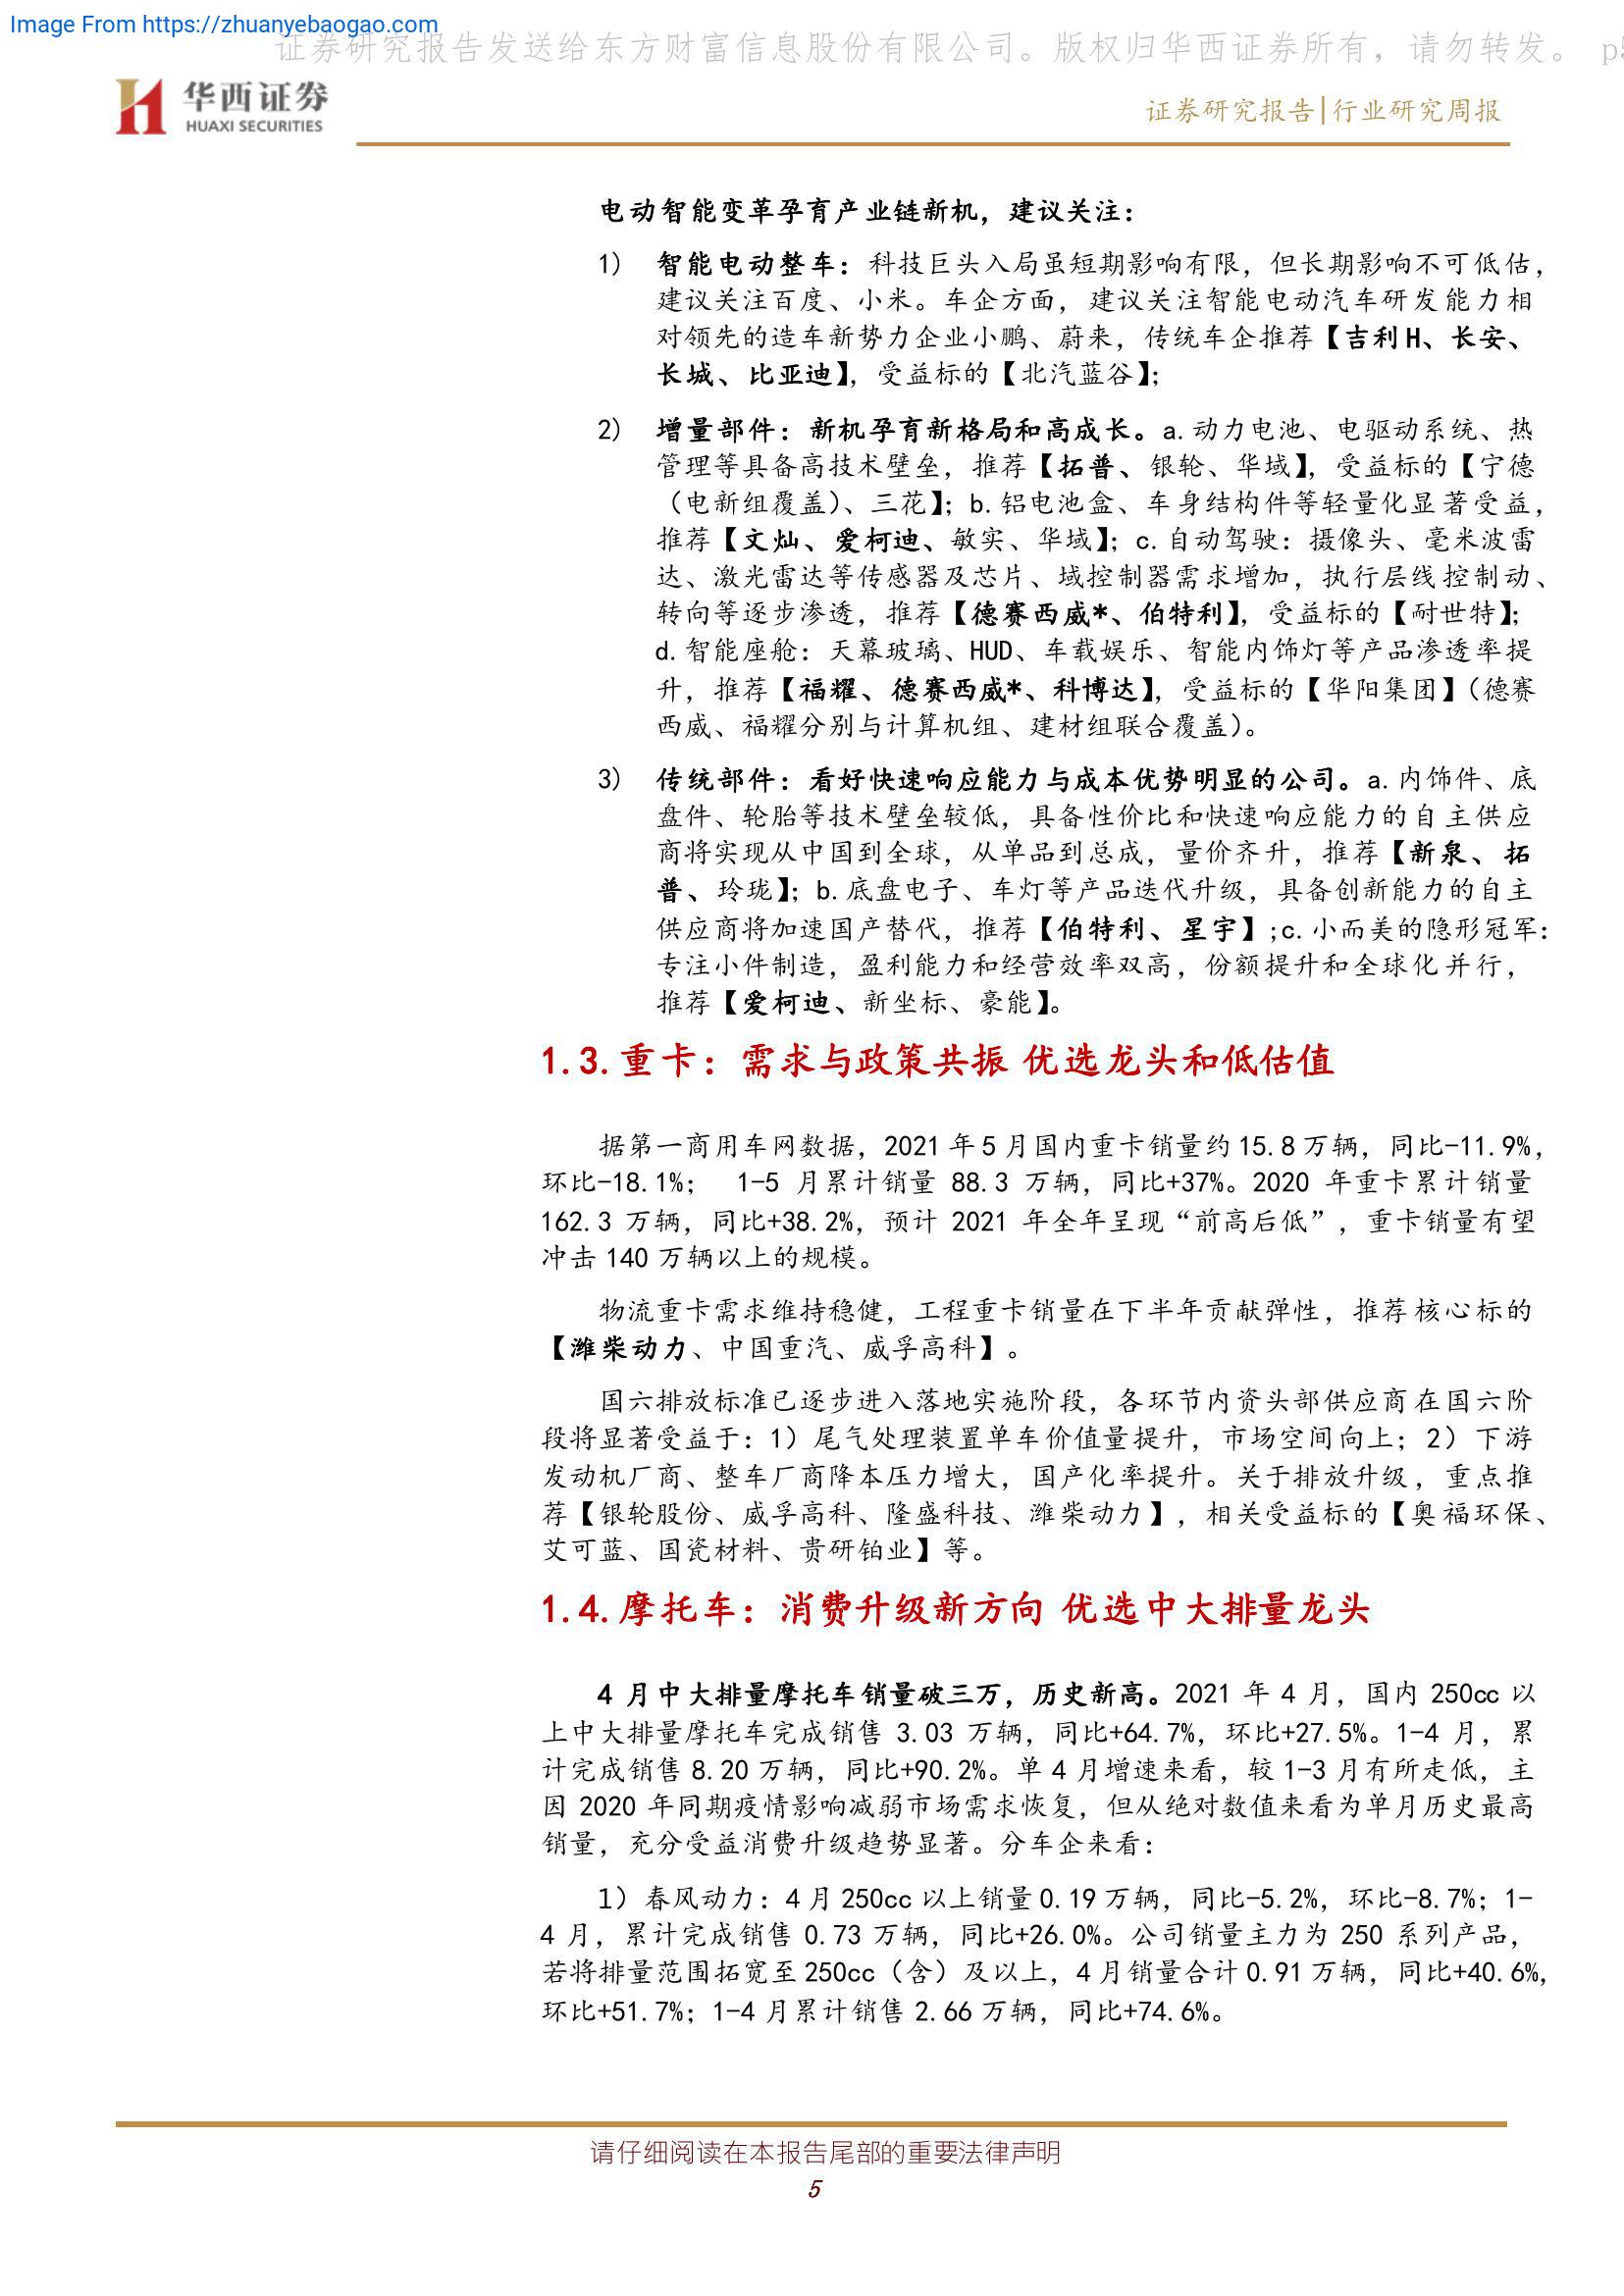 Image From https://zhuanyebaogao.com
证券研究报告发送给东方财富信息股份有限公司。版权归华西证券所有，请勿转发。 p5
华西证券
HUAXI SECURITIES
证券研究报告|行业研究周报
电动智能变革孕育产业链新机，建议关注：
1) 智能电动整车：科技巨头入局虽短期影响有限，但长期影响不可低估，
建议关注百度、小米。车企方面，建议关注智能电动汽车研发能力相
对领先的造车新势力企业小鹏、蔚来，传统车企推荐【吉利H、长安、
长城、比亚迪】，受益标的【北汽蓝谷】；
2) 增量部件：新机孕育新格局和高成长。a.动力电池、电驱动系统、热
管理等具备高技术壁垒，推荐【拓普、银轮、华域】，受益标的【宁德
（电新组覆盖）、三花】；b.铝电池盒、车身结构件等轻量化显著受益，
推荐【文灿、爱柯迪、敏实、华域】；c.自动驾驶：摄像头、毫米波雷
达、激光雷达等传感器及芯片、域控制器需求增加，执行层线控制动、
转向等逐步渗透，推荐【德赛西威*、伯特利】，受益标的【耐世特】；
d.智能座舱：天幕玻璃、HUD、车载娱乐、智能内饰灯等产品渗透率提
升，推荐【福耀、德赛西威*、科博达】，受益标的【华阳集团】（德赛
西威、福耀分别与计算机组、建材组联合覆盖）。
3) 传统部件：看好快速响应能力与成本优势明显的公司。a.内饰件、底
盘件、轮胎等技术壁垒较低，具备性价比和快速响应能力的自主供应
商将实现从中国到全球，从单品到总成，量价齐升，推荐【新泉、拓
普、玲珑】；b.底盘电子、车灯等产品迭代升级，具备创新能力的自主
供应商将加速国产替代，推荐【伯特利、星宇】;c.小而美的隐形冠军：
专注小件制造，盈利能力和经营效率双高，份额提升和全球化并行，
推荐【爱柯迪、新坐标、豪能】。
1.3.重卡：需求与政策共振 优选龙头和低估值
据第一商用车网数据，2021年5月国内重卡销量约15.8万辆，同比-11.9%，
环比-18.1%； 1-5 月累计销量 88.3 万辆，同比+37%。2020 年重卡累计销量
162.3 万辆，同比+38.2%，预计 2021 年全年呈现“前高后低”，重卡销量有望
冲击 140 万辆以上的规模。
物流重卡需求维持稳健，工程重卡销量在下半年贡献弹性，推荐核心标的
【潍柴动力、中国重汽、威孚高科】。
国六排放标准已逐步进入落地实施阶段，各环节内资头部供应商在国六阶
段将显著受益于：1）尾气处理装置单车价值量提升，市场空间向上；2）下游
发动机厂商、整车厂商降本压力增大，国产化率提升。关于排放升级，重点推
荐【银轮股份、威孚高科、隆盛科技、潍柴动力】，相关受益标的【奥福环保、
艾可蓝、国瓷材料、贵研铂业】等。
1.4.摩托车：消费升级新方向 优选中大排量龙头
4 月中大排量摩托车销量破三万，历史新高。2021 年 4 月，国内 250cc 以
上中大排量摩托车完成销售 3.03 万辆，同比+64.7%，环比+27.5%。1-4 月，累
计完成销售 8.20 万辆，同比+90.2%。单 4 月增速来看，较 1-3 月有所走低，主
因 2020 年同期疫情影响减弱市场需求恢复，但从绝对数值来看为单月历史最高
销量，充分受益消费升级趋势显著。分车企来看：
1）春风动力：4 月 250cc 以上销量 0.19 万辆，同比-5.2%，环比-8.7%；1-
4 月，累计完成销售 0.73 万辆，同比+26.0%。公司销量主力为 250 系列产品，
若将排量范围拓宽至 250cc（含）及以上，4 月销量合计 0.91 万辆，同比+40.6%，
环比+51.7%；1-4 月累计销售 2.66 万辆，同比+74.6%。
请仔细阅读在本报告尾部的重要法律声明
5